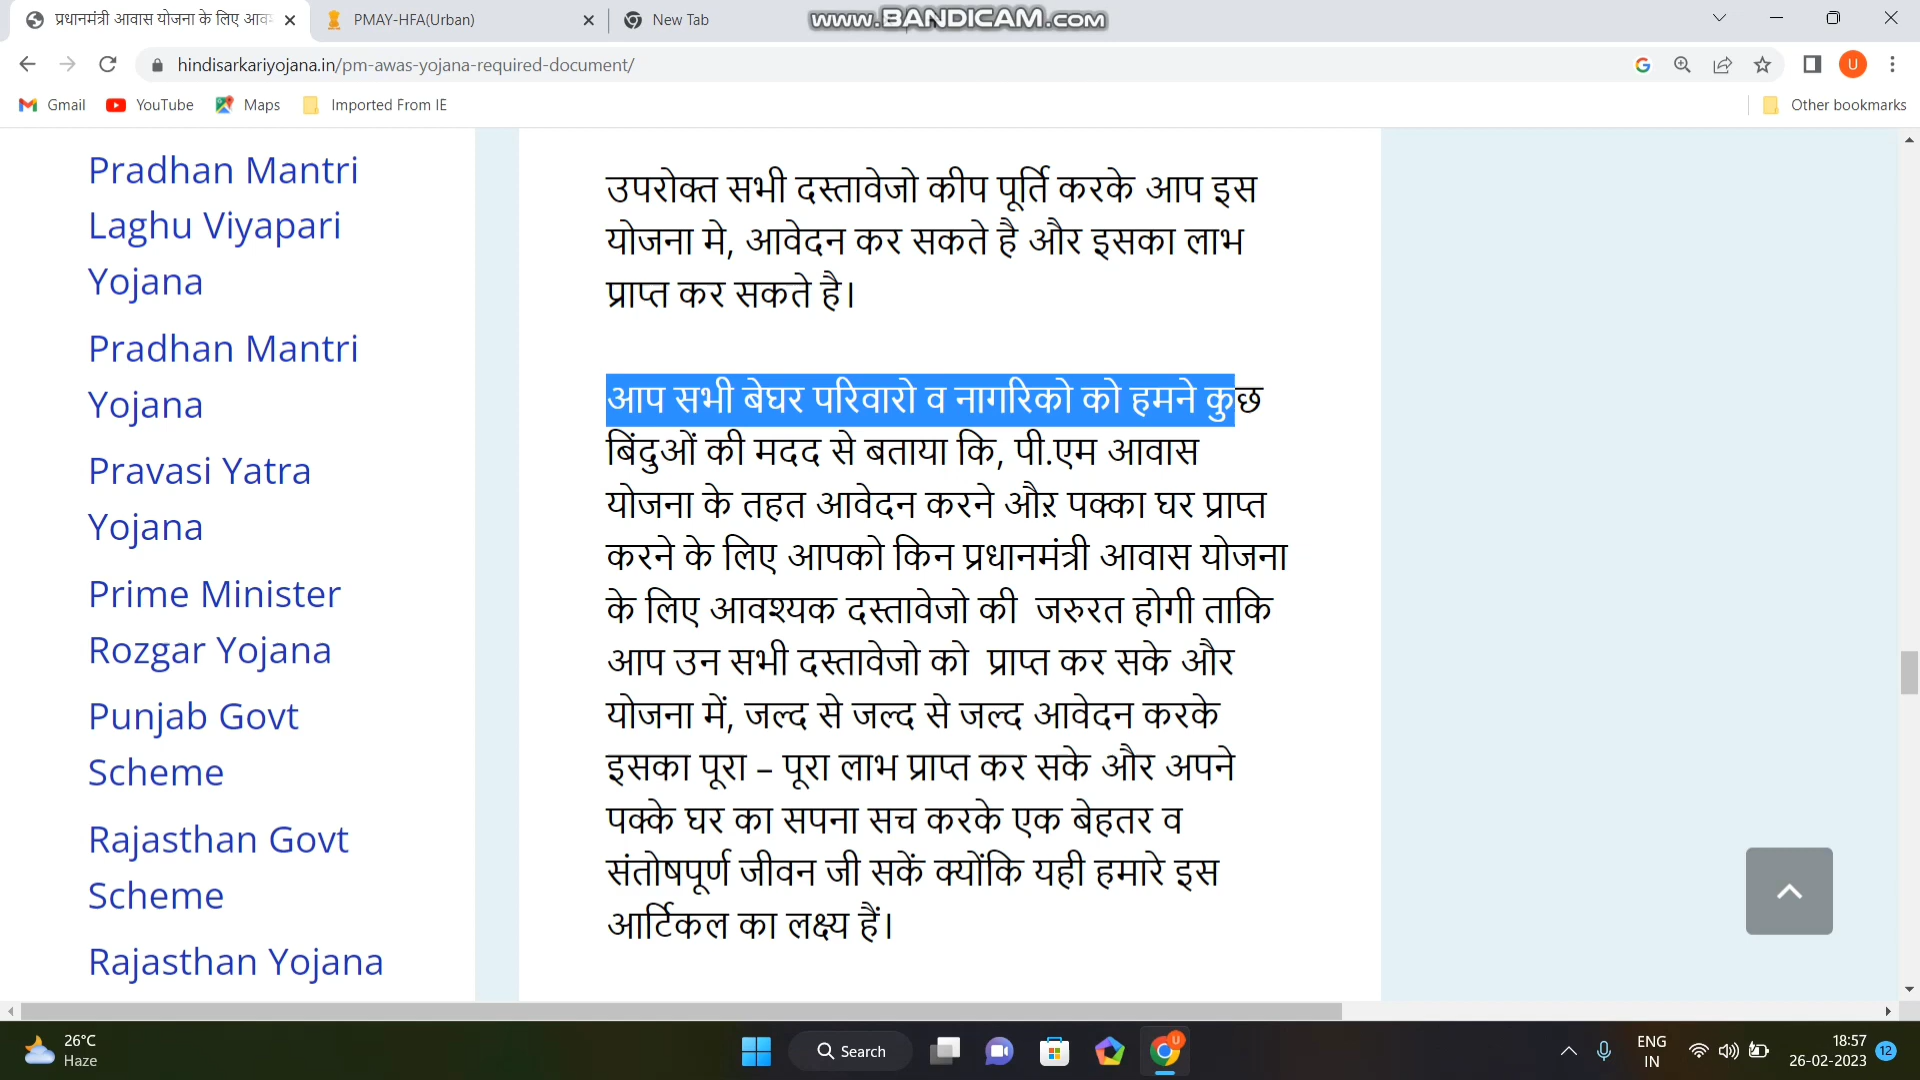 प्रधानमंत्री आवास योजना के लिए आव
PMAY-HFA(Urban)
New Tab
www.BANDICAM.com
hindisarkariyojana.in/pm-awas-yojana-required-document/
U
Gmail
YouTube
Maps
Imported From IE
Other bookmarks
Pradhan Mantri
Laghu Viyapari
Yojana
Pradhan Mantri
Yojana
Pravasi Yatra
Yojana
Prime Minister
Rozgar Yojana
Punjab Govt
Scheme
Rajasthan Govt
Scheme
Rajasthan Yojana
उपरोक्त सभी दस्तावेजो कीप पूर्ति करके आप इस
योजना मे, आवेदन कर सकते है और इसका लाभ
प्राप्त कर सकते है।
आप सभी बेघर परिवारो व नागरिको को हमने कुछ
बिंदुओं की मदद से बताया कि, पी.एम आवास
योजना के तहत आवेदन करने औऱ पक्का घर प्राप्त
करने के लिए आपको किन प्रधानमंत्री आवास योजना
के लिए आवश्यक दस्तावेजो की जरुरत होगी ताकि
आप उन सभी दस्तावेजो को प्राप्त कर सके और
योजना में, जल्द से जल्द से जल्द आवेदन करके
इसका पूरा – पूरा लाभ प्राप्त कर सके और अपने
पक्के घर का सपना सच करके एक बेहतर व
संतोषपूर्ण जीवन जी सकें क्योंकि यही हमारे इस
आर्टिकल का लक्ष्य हैं।
26°C
Haze
Search
U
ENG
IN
18:57
26-02-2023
12